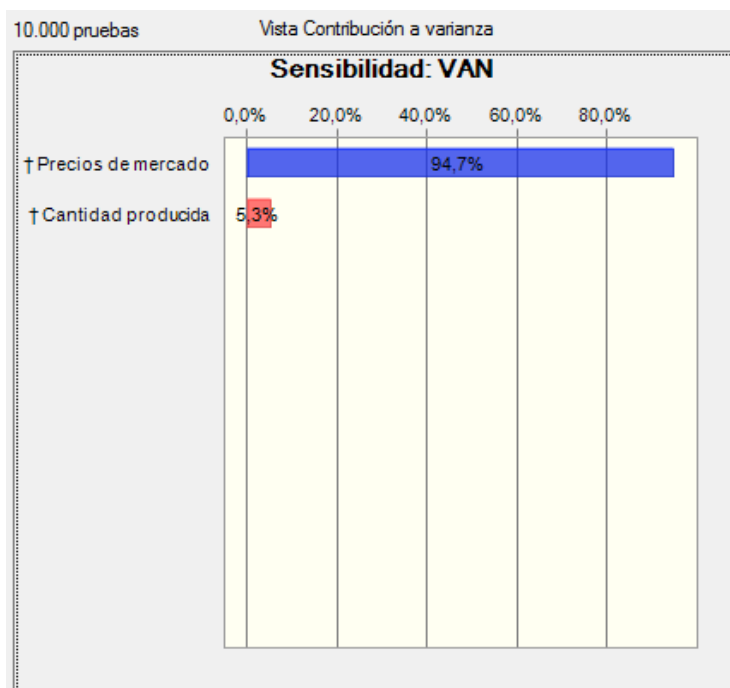 10.000 pruebas Vista Contribución a varianza
Sensibilidad: VAN
0,0% 20,0% 40,0% 60,0% 80,0%
† Precios de mercado 94,7%
† Cantidad producida 5,3%